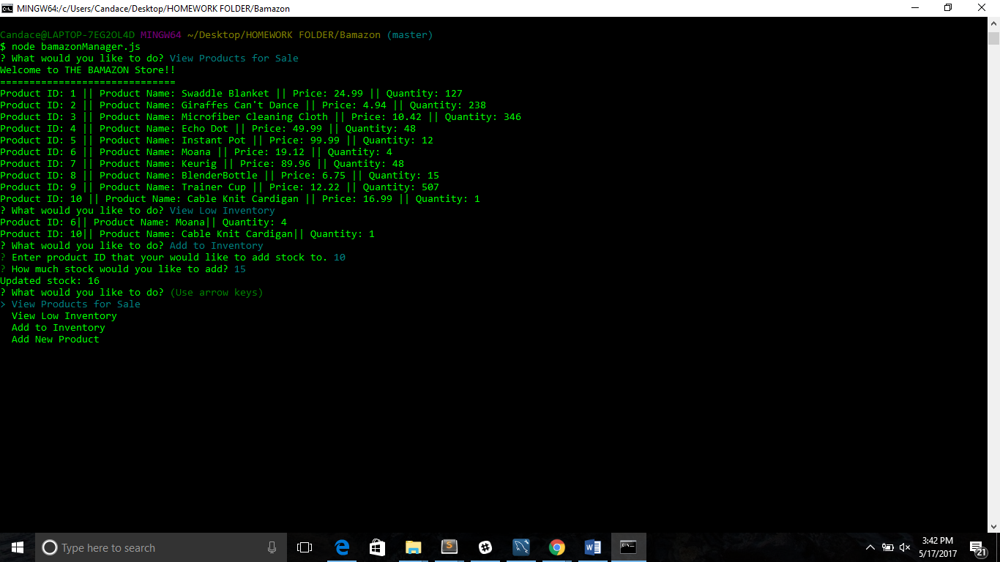 MINGW64:/c/Users/Candace/Desktop/HOMEWORK FOLDER/Bamazon
Candace@LAPTOP-7EG2OL4D MINGW64 ~/Desktop/HOMEWORK FOLDER/Bamazon (master)
$ node bamazonManager.js
? What would you like to do? View Products for Sale
Welcome to THE BAMAZON Store!!
==============================
Product ID: 1 || Product Name: Swaddle Blanket || Price: 24.99 || Quantity: 127
Product ID: 2 || Product Name: Giraffes Can't Dance || Price: 4.94 || Quantity: 238
Product ID: 3 || Product Name: Microfiber Cleaning Cloth || Price: 10.42 || Quantity: 346
Product ID: 4 || Product Name: Echo Dot || Price: 49.99 || Quantity: 48
Product ID: 5 || Product Name: Instant Pot || Price: 99.99 || Quantity: 12
Product ID: 6 || Product Name: Moana || Price: 19.12 || Quantity: 4
Product ID: 7 || Product Name: Keurig || Price: 89.96 || Quantity: 48
Product ID: 8 || Product Name: BlenderBottle || Price: 6.75 || Quantity: 15
Product ID: 9 || Product Name: Trainer Cup || Price: 12.22 || Quantity: 507
Product ID: 10 || Product Name: Cable Knit Cardigan || Price: 16.99 || Quantity: 1
? What would you like to do? View Low Inventory
Product ID: 6|| Product Name: Moana|| Quantity: 4
Product ID: 10|| Product Name: Cable Knit Cardigan|| Quantity: 1
? What would you like to do? Add to Inventory
? Enter product ID that your would like to add stock to. 10
? How much stock would you like to add? 15
Updated stock: 16
? What would you like to do? (Use arrow keys)
> View Products for Sale
View Low Inventory
Add to Inventory
Add New Product
Type here to search
3:42 PM
5/17/2017
21